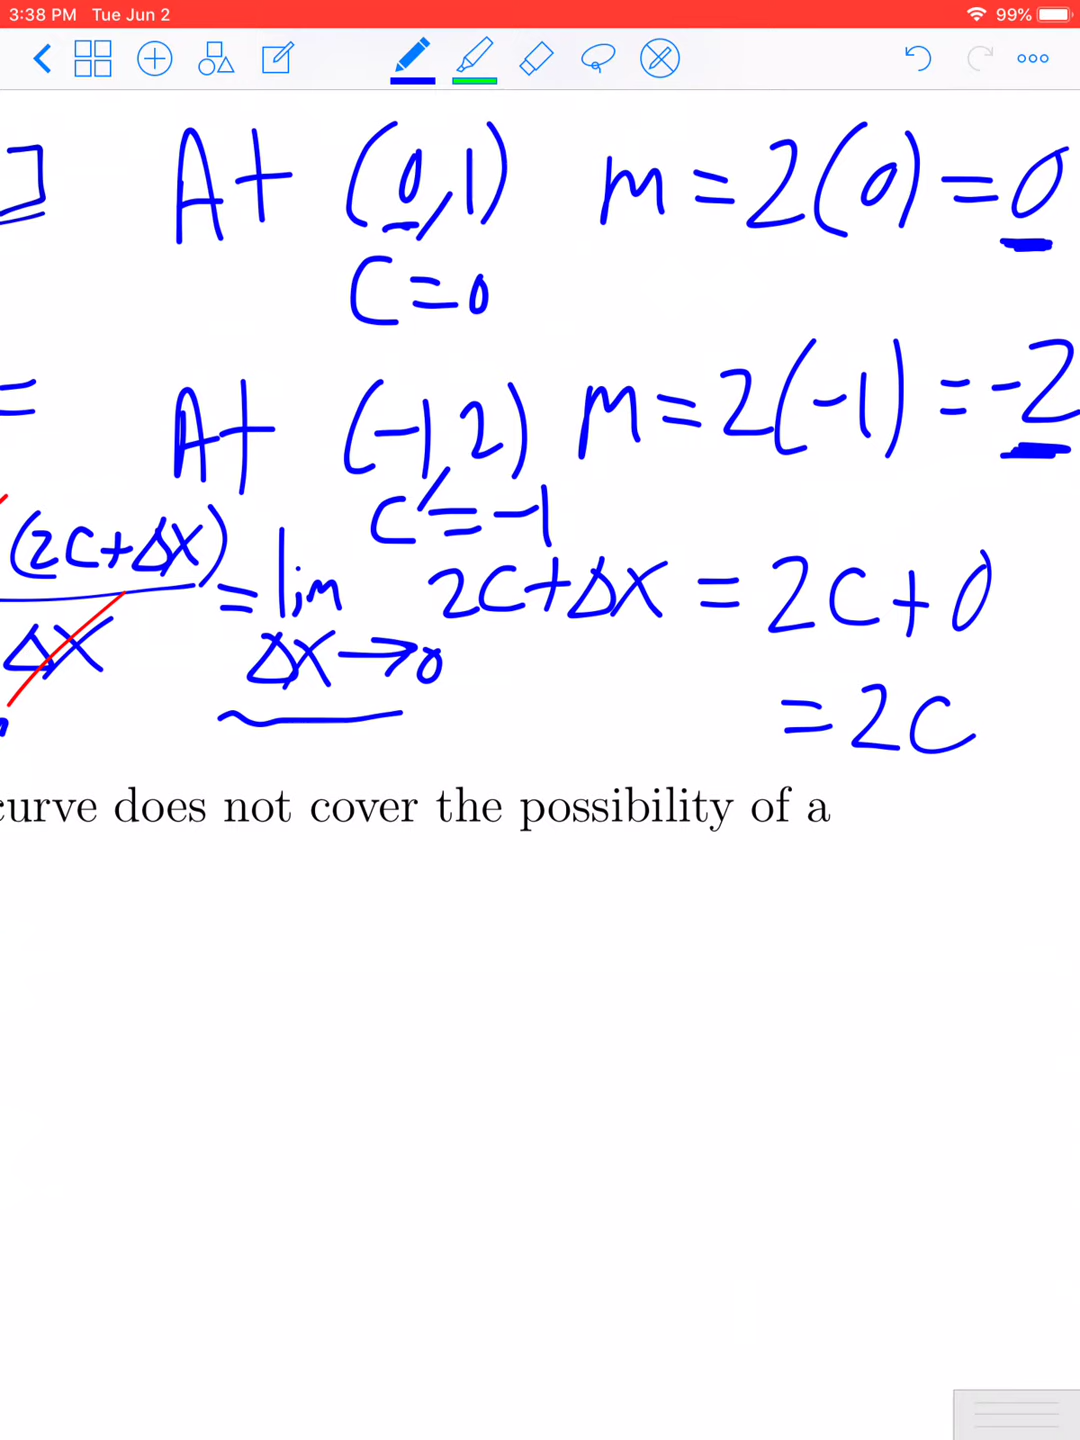 3:38 PM Tue Jun 2 99%
] At (0,1) m = 2(0) = 0
C = 0
= At (-1,2) m = 2(-1) = -2
C = -1
(2C+Δx) = lim 2C+Δx = 2C+0
Δx Δx→0
= 2C
curve does not cover the possibility of a